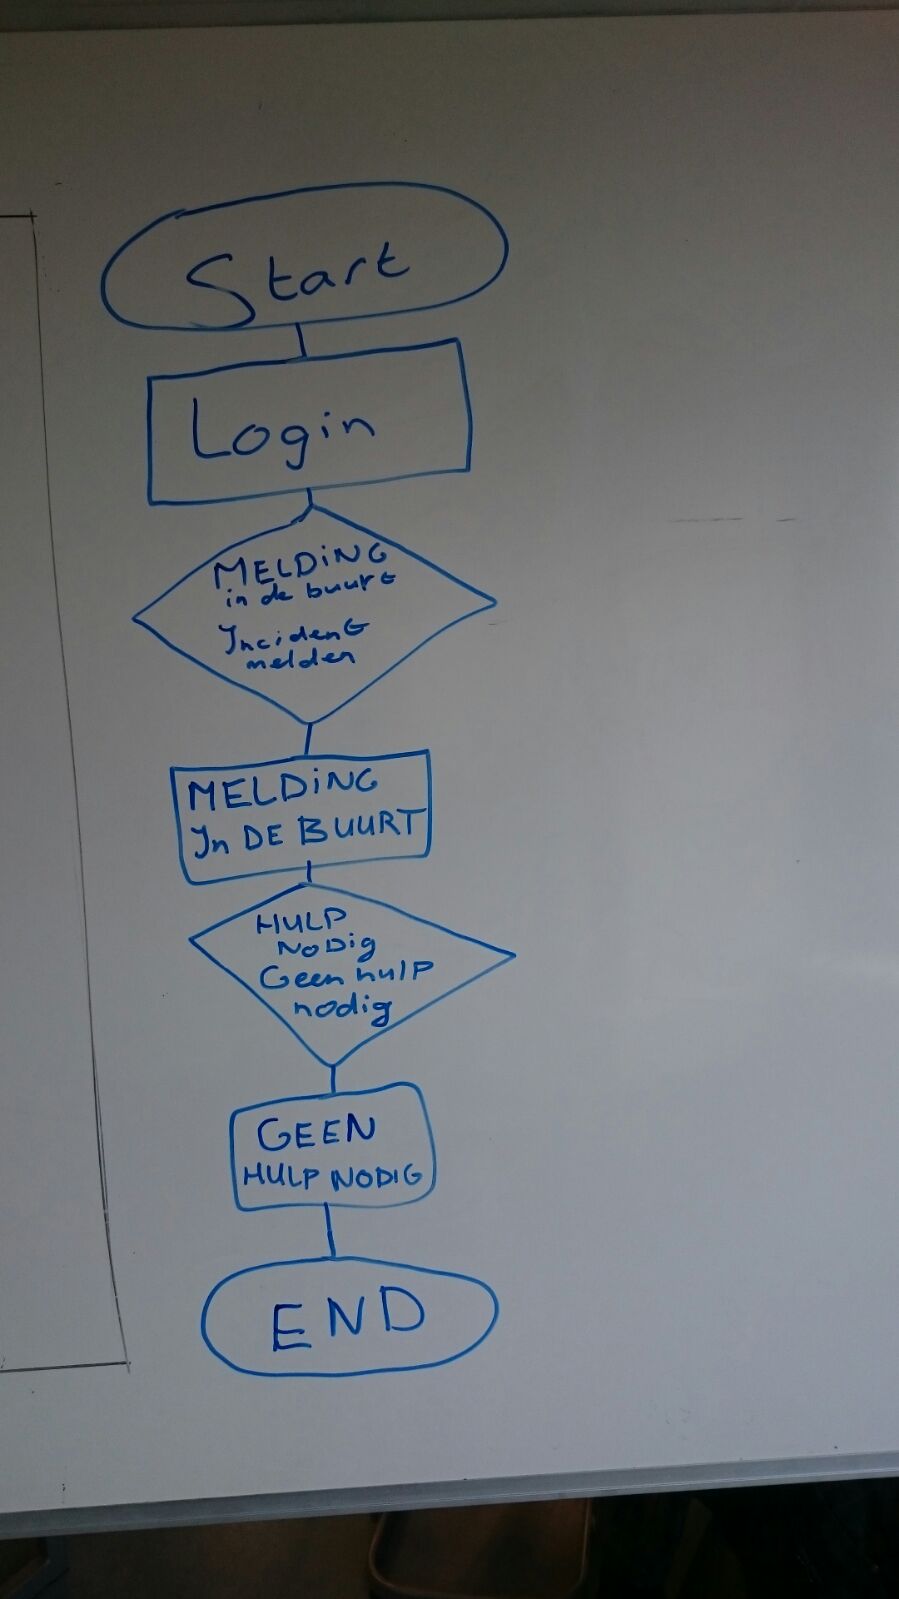 Start
Login
MELDiNG
in de buurt
Incident
melden
MELDiNG
In DE BUURT
HULP
NODig
Geen hulp
nodig
GEEN
HULP NODIG
END